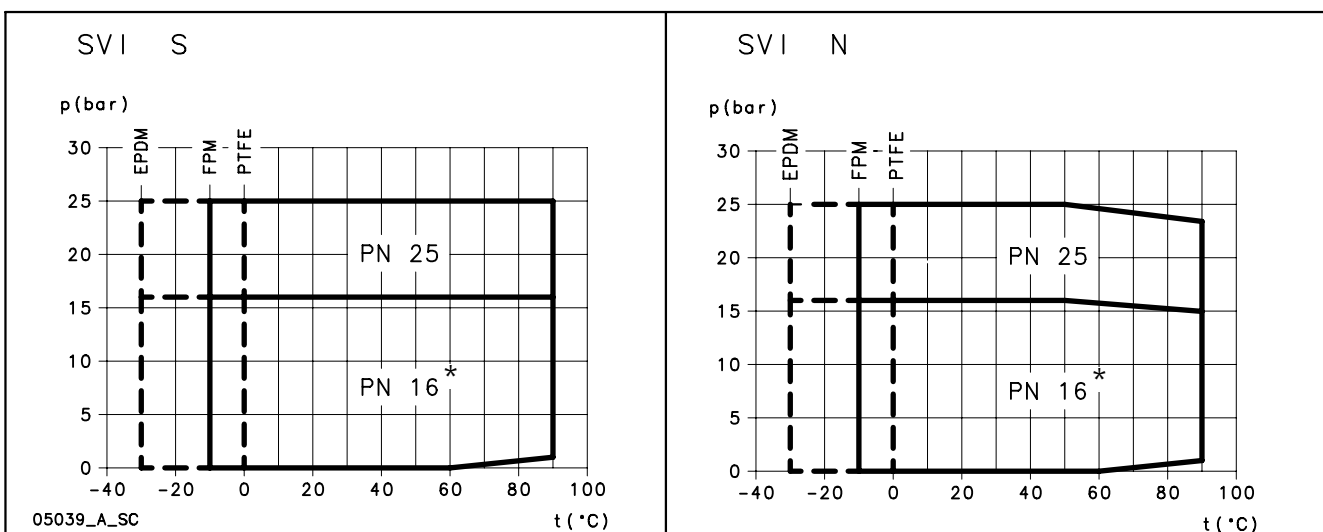 SVI S
p(bar)
EPDM
FPM
PTFE
30
25
20
15
10
5
0
PN 25
PN 16*
-40 -20 0 20 40 60 80 100
05039_A_SC
t(°C)
SVI N
p(bar)
EPDM
FPM
PTFE
30
25
20
15
10
5
0
PN 25
PN 16*
-40 -20 0 20 40 60 80 100
t(°C)